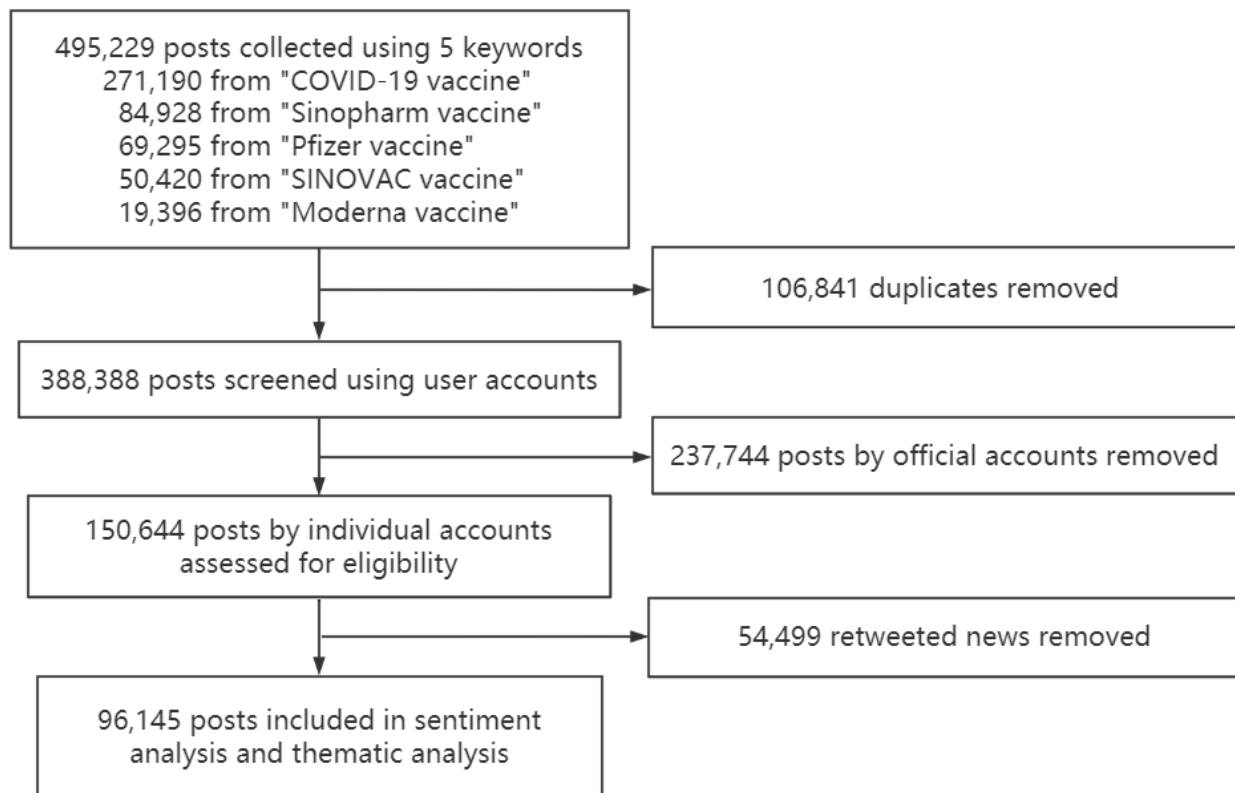 495,229 posts collected using 5 keywords
271,190 from "COVID-19 vaccine"
84,928 from "Sinopharm vaccine"
69,295 from "Pfizer vaccine"
50,420 from "SINOVAC vaccine"
19,396 from "Moderna vaccine"
106,841 duplicates removed
388,388 posts screened using user accounts
237,744 posts by official accounts removed
150,644 posts by individual accounts
assessed for eligibility
54,499 retweeted news removed
96,145 posts included in sentiment
analysis and thematic analysis